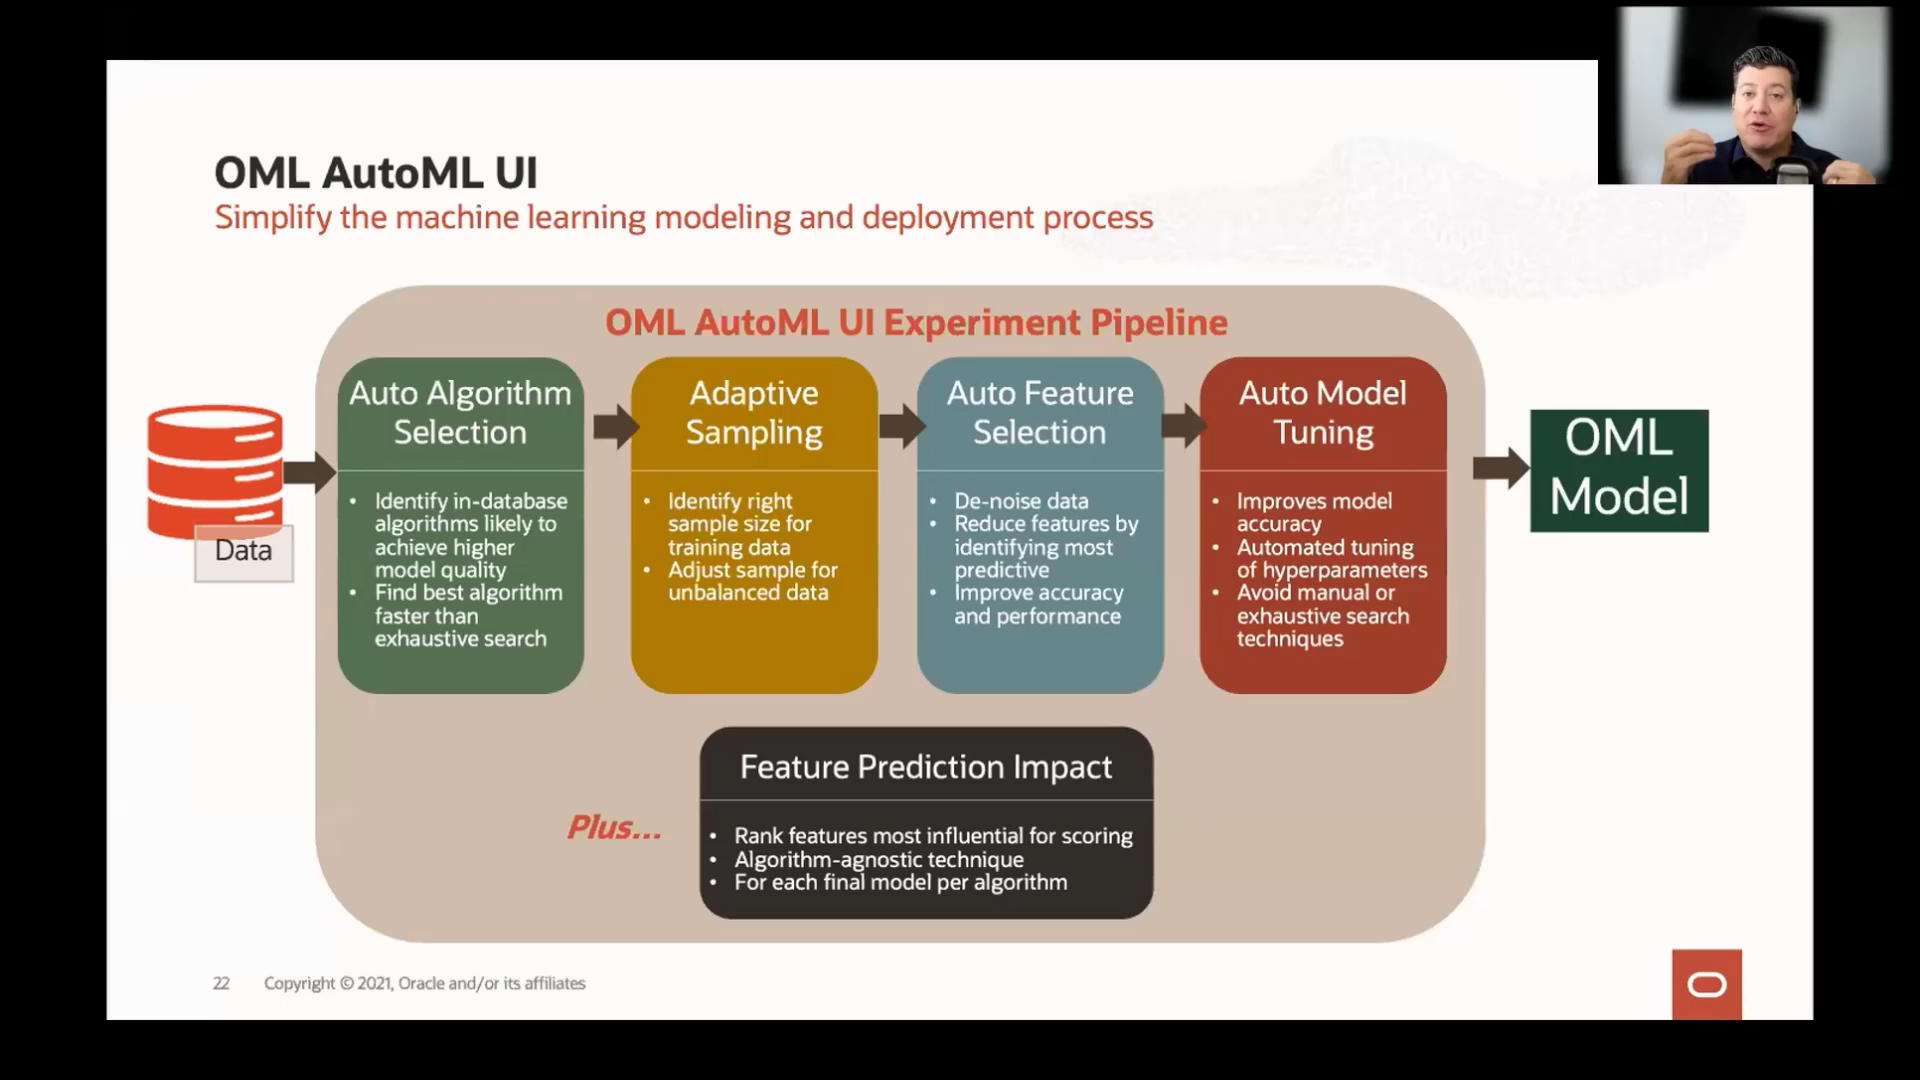 OML AutoML UI
Simplify the machine learning modeling and deployment process
OML AutoML UI Experiment Pipeline
Data
Auto Algorithm
Selection
• Identify in-database
algorithms likely to
achieve higher
model quality
• Find best algorithm
faster than
exhaustive search
Adaptive
Sampling
• Identify right
sample size for
training data
• Adjust sample for
unbalanced data
Auto Feature
Selection
• De-noise data
• Reduce features by
identifying most
predictive
• Improve accuracy
and performance
Auto Model
Tuning
• Improves model
accuracy
• Automated tuning
of hyperparameters
• Avoid manual or
exhaustive search
techniques
OML
Model
Plus...
Feature Prediction Impact
• Rank features most influential for scoring
• Algorithm-agnostic technique
• For each final model per algorithm
22 Copyright © 2021, Oracle and/or its affiliates